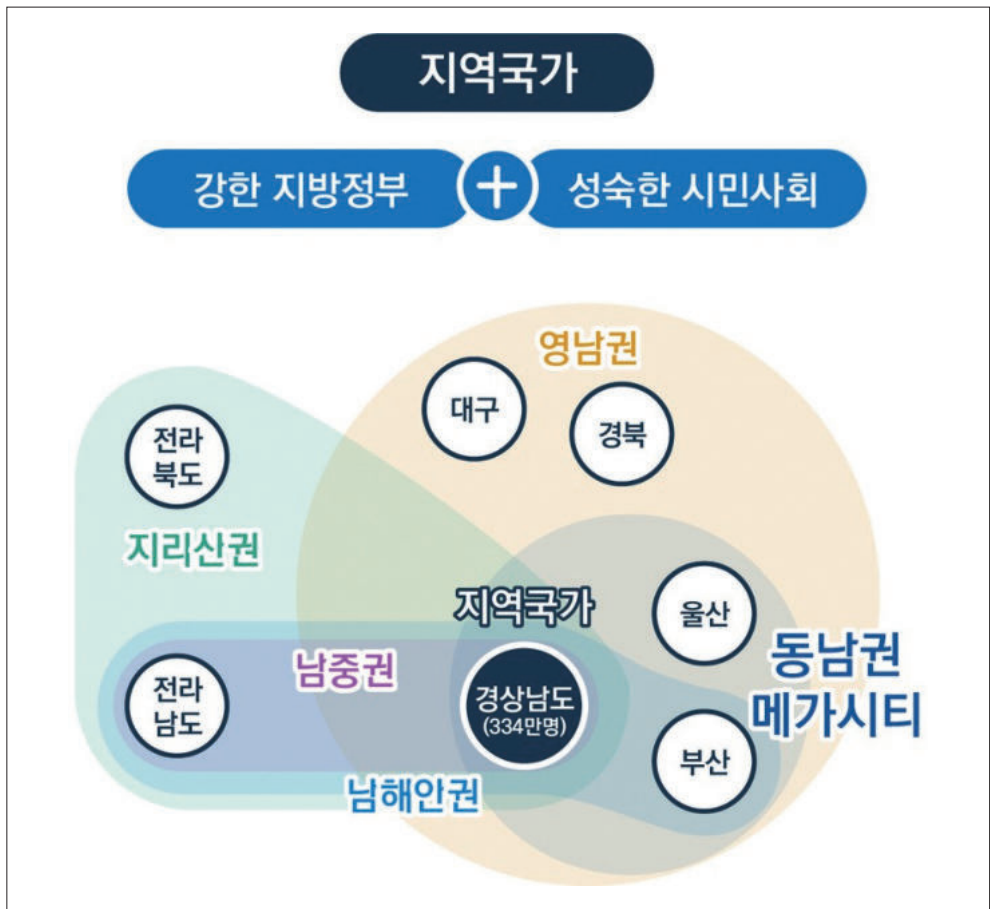 지역국가
강한 지방정부 + 성숙한 시민사회
영남권
대구
경북
전라
북도
지리산권
지역국가
울산
동남권
메가시티
남중권
전라
남도
경상남도
(334만명)
부산
남해안권